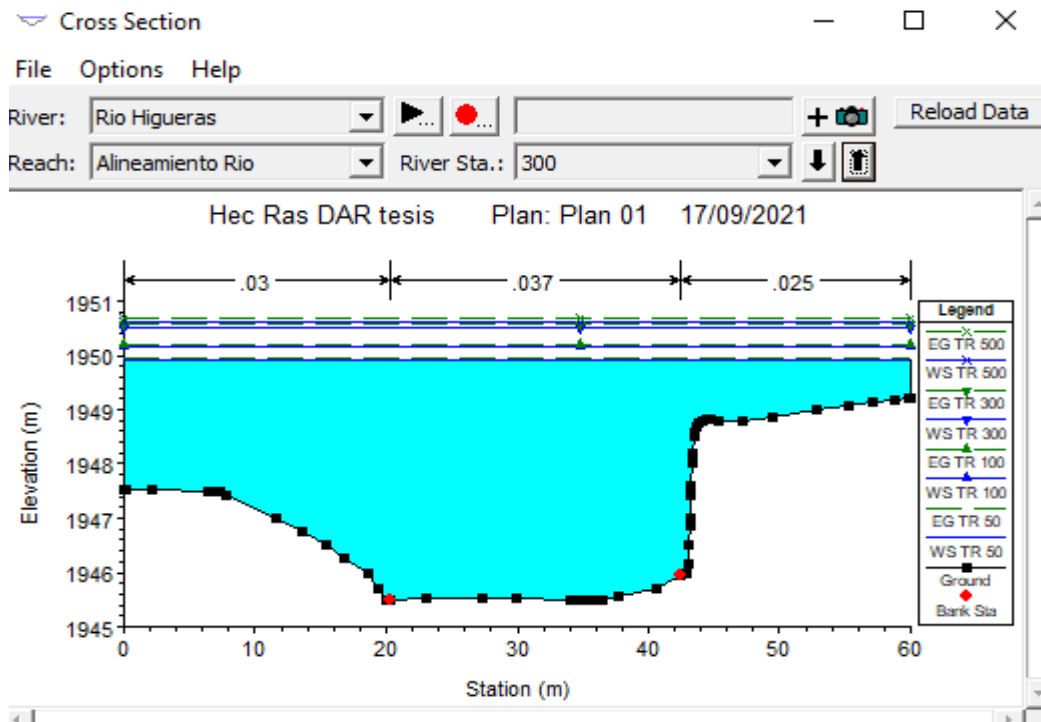 Cross Section
File Options Help
River: Rio Higueras
Reload Data
Reach: Alineamiento Rio River Sta.: 300
Hec Ras DAR tesis Plan: Plan 01 17/09/2021
.03 .037 .025
1951
1950
1949
1948
1947
1946
1945
Elevation (m)
0 10 20 30 40 50 60
Station (m)
Legend
EG TR 500
WS TR 500
EG TR 300
WS TR 300
EG TR 100
WS TR 100
EG TR 50
WS TR 50
Ground
Bank Sta